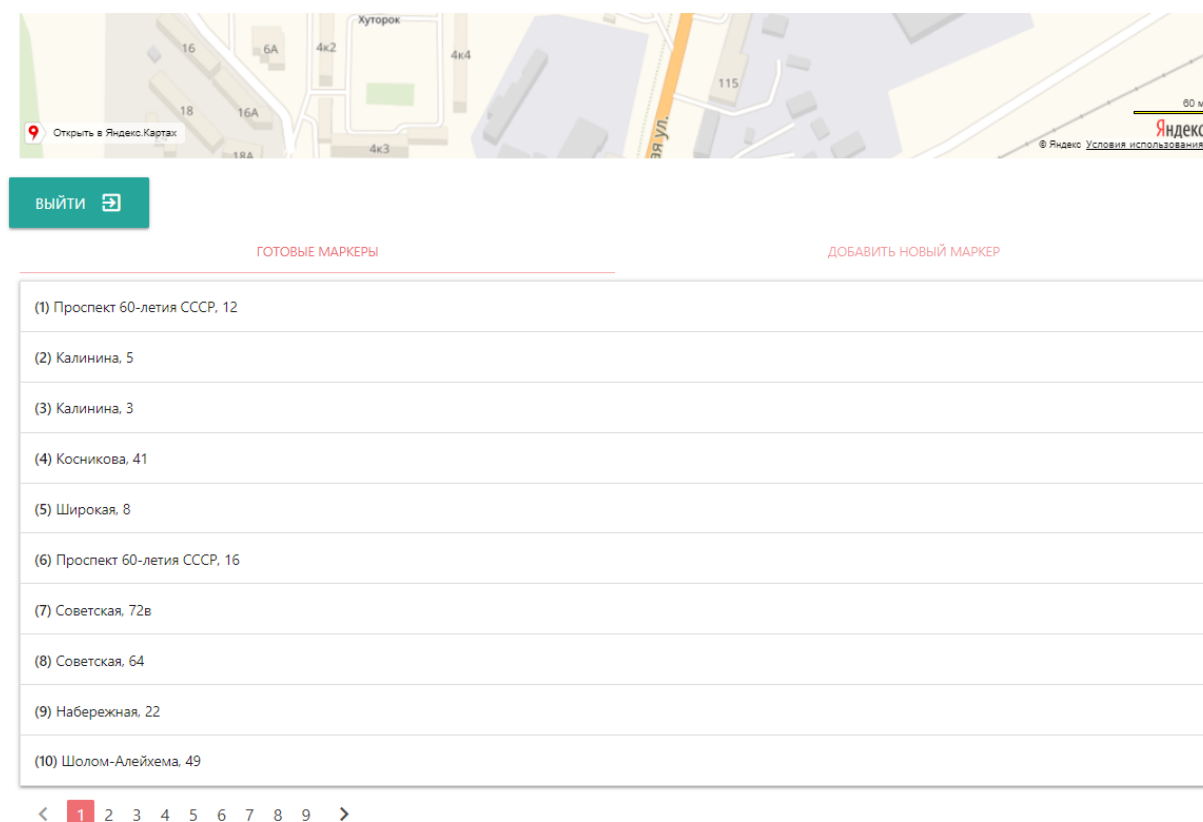 Хуторок
16
6А
4к2
4к4
115
18
16А
60 м
Открыть в Яндекс.Картах
ая ул.
Яндекс
4к3
18А
© Яндекс Условия использования
ВЫЙТИ
ГОТОВЫЕ МАРКЕРЫ
ДОБАВИТЬ НОВЫЙ МАРКЕР
(1) Проспект 60-летия СССР, 12
(2) Калинина, 5
(3) Калинина, 3
(4) Косникова, 41
(5) Широкая, 8
(6) Проспект 60-летия СССР, 16
(7) Советская, 72в
(8) Советская, 64
(9) Набережная, 22
(10) Шолом-Алейхема, 49
1 2 3 4 5 6 7 8 9